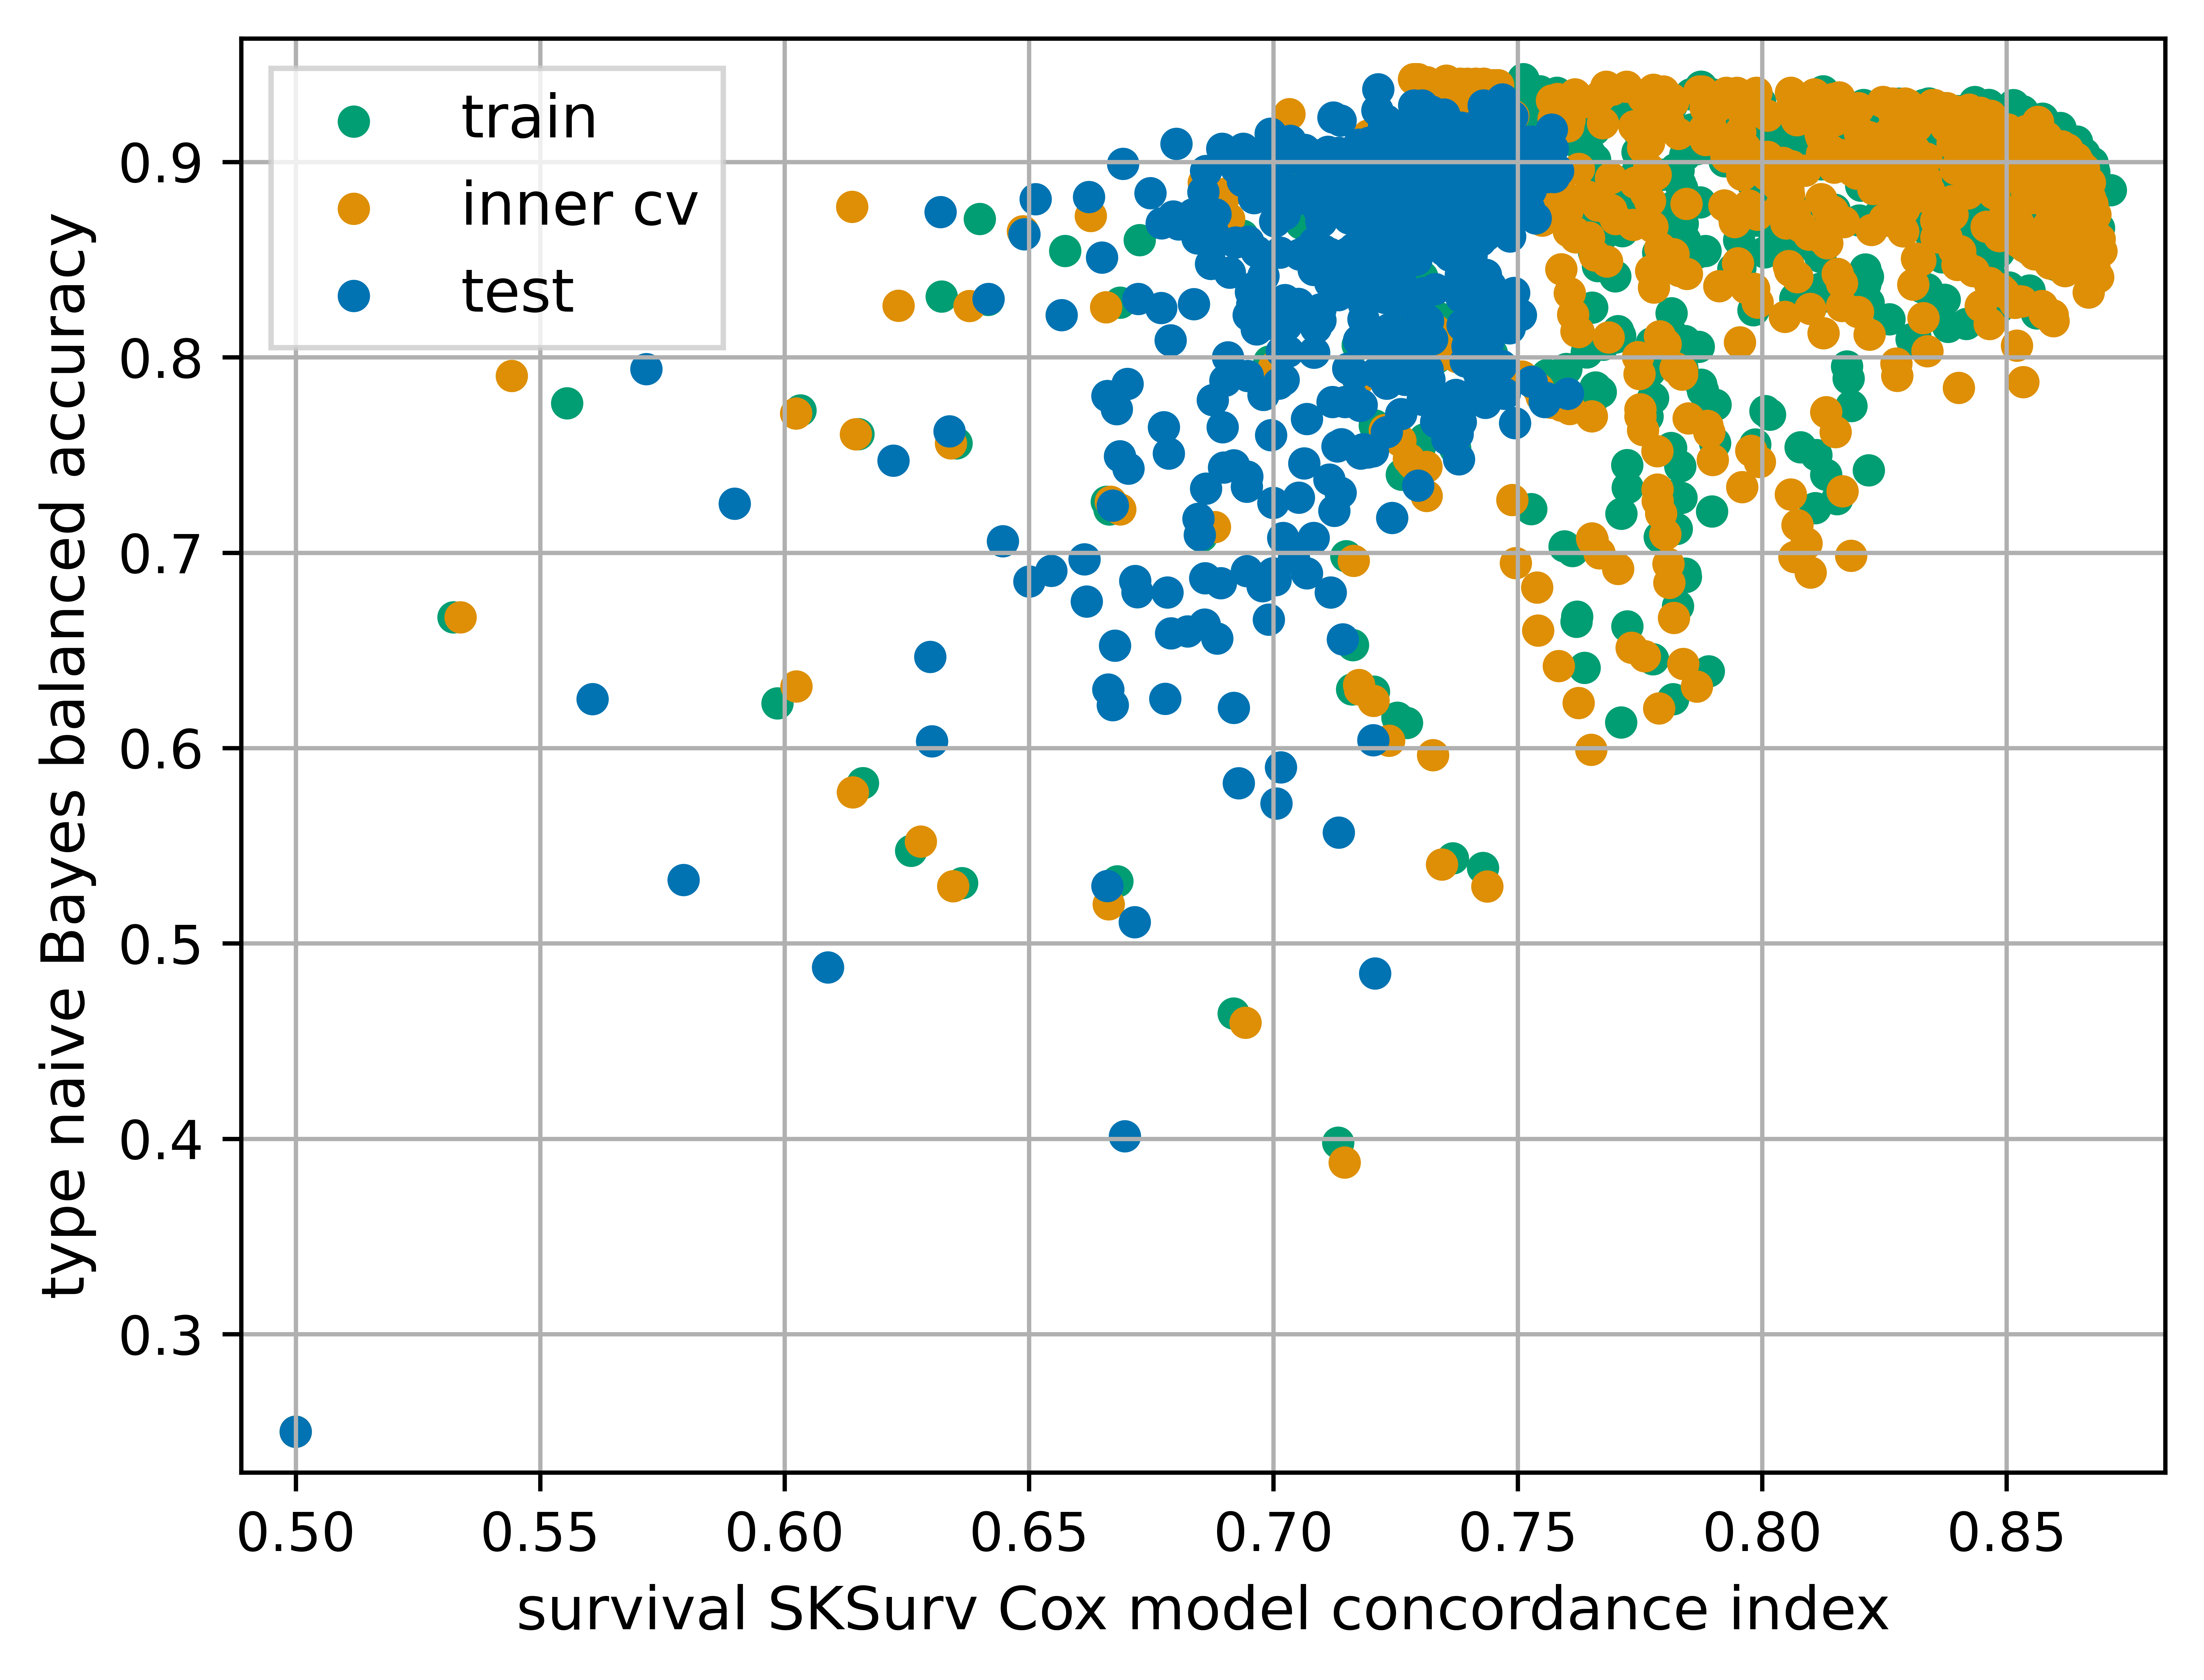 train
inner cv
test
type naive Bayes balanced accuracy
0.9
0.8
0.7
0.6
0.5
0.4
0.3
0.50 0.55 0.60 0.65 0.70 0.75 0.80 0.85
survival SKSurv Cox model concordance index